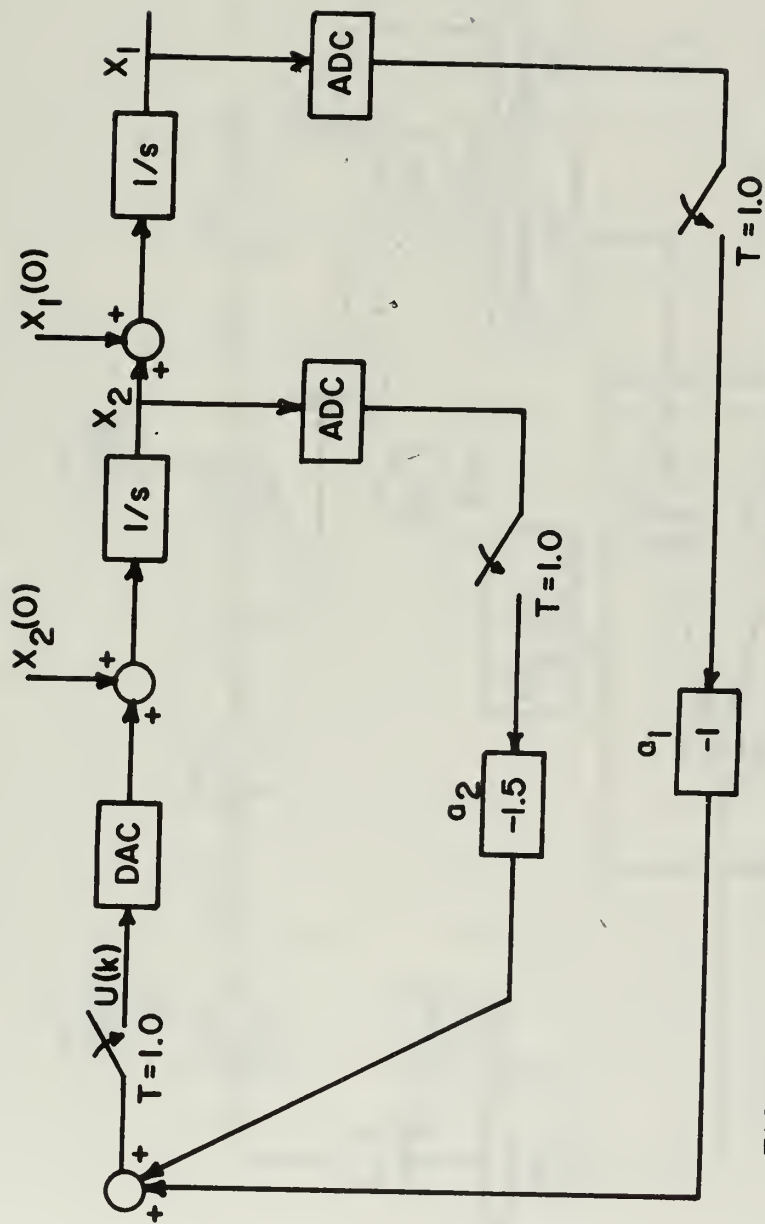 X2(0)
X1(0)
U(k)
DAC
1/s
X2
1/s
X1
T=1.0
ADC
ADC
a2
-1.5
T=1.0
a1
-1
T=1.0